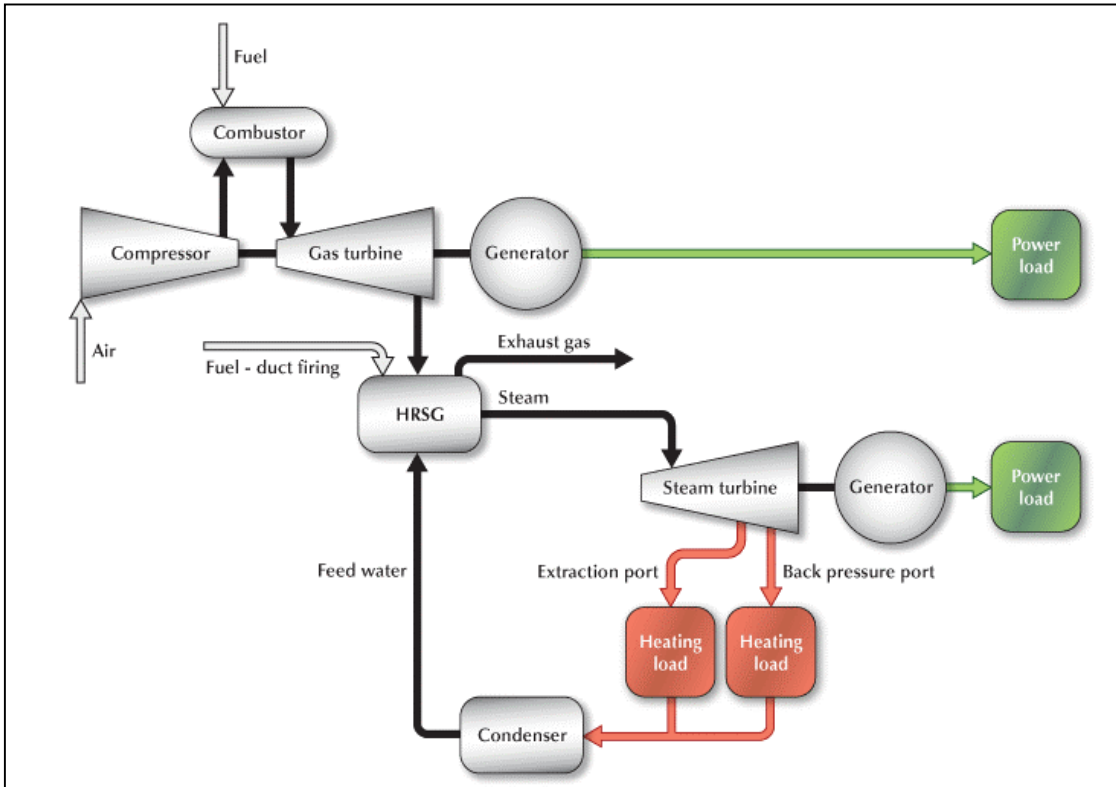 Fuel
Combustor
Compressor
Gas turbine
Generator
Power
load
Air
Fuel - duct firing
Exhaust gas
HRSG
Steam
Steam turbine
Generator
Power
load
Feed water
Extraction port
Back pressure port
Heating
load
Heating
load
Condenser